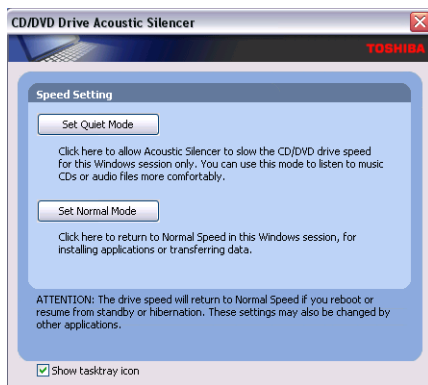 CD/DVD Drive Acoustic Silencer
TOSHIBA
Speed Setting
Set Quiet Mode
Click here to allow Acoustic Silencer to slow the CD/DVD drive speed
for this Windows session only. You can use this mode to listen to music
CDs or audio files more comfortably.
Set Normal Mode
Click here to return to Normal Speed in this Windows session, for
installing applications or transferring data.
ATTENTION: The drive speed will return to Normal Speed if you reboot or
resume from standby or hibernation. These settings may also be changed by
other applications.
Show tasktray icon